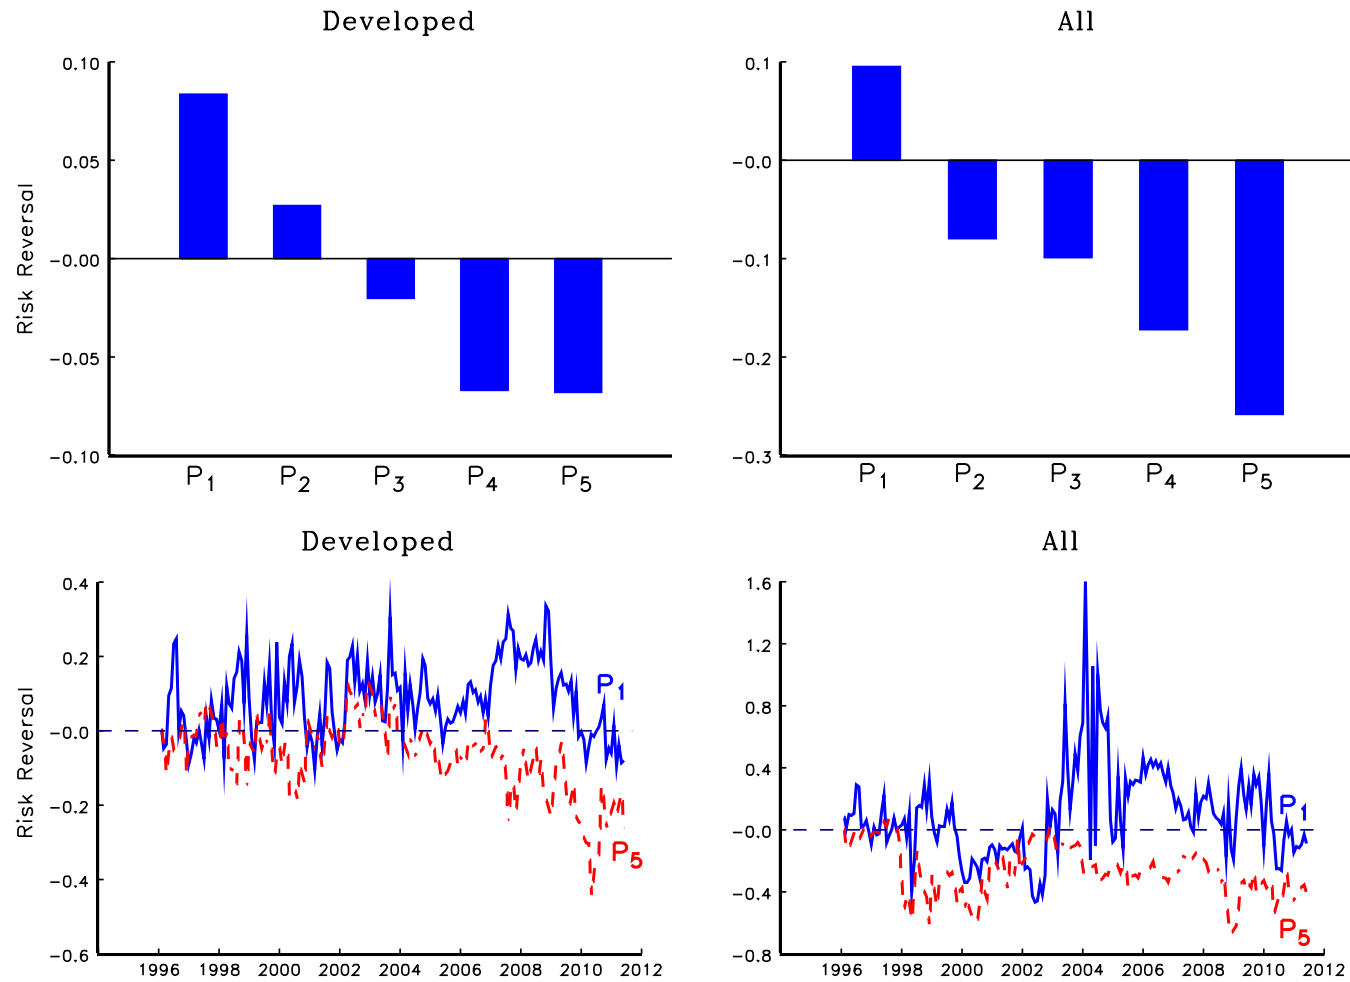 Developed
0.10
0.05
-0.00
-0.05
-0.10
Risk Reversal
P1 P2 P3 P4 P5
All
0.1
-0.0
-0.1
-0.2
-0.3
P1 P2 P3 P4 P5
Developed
0.4
0.2
-0.0
-0.2
-0.4
-0.6
Risk Reversal
P1
P5
1996 1998 2000 2002 2004 2006 2008 2010 2012
All
1.6
1.2
0.8
0.4
-0.0
-0.4
-0.8
P1
P5
1996 1998 2000 2002 2004 2006 2008 2010 2012